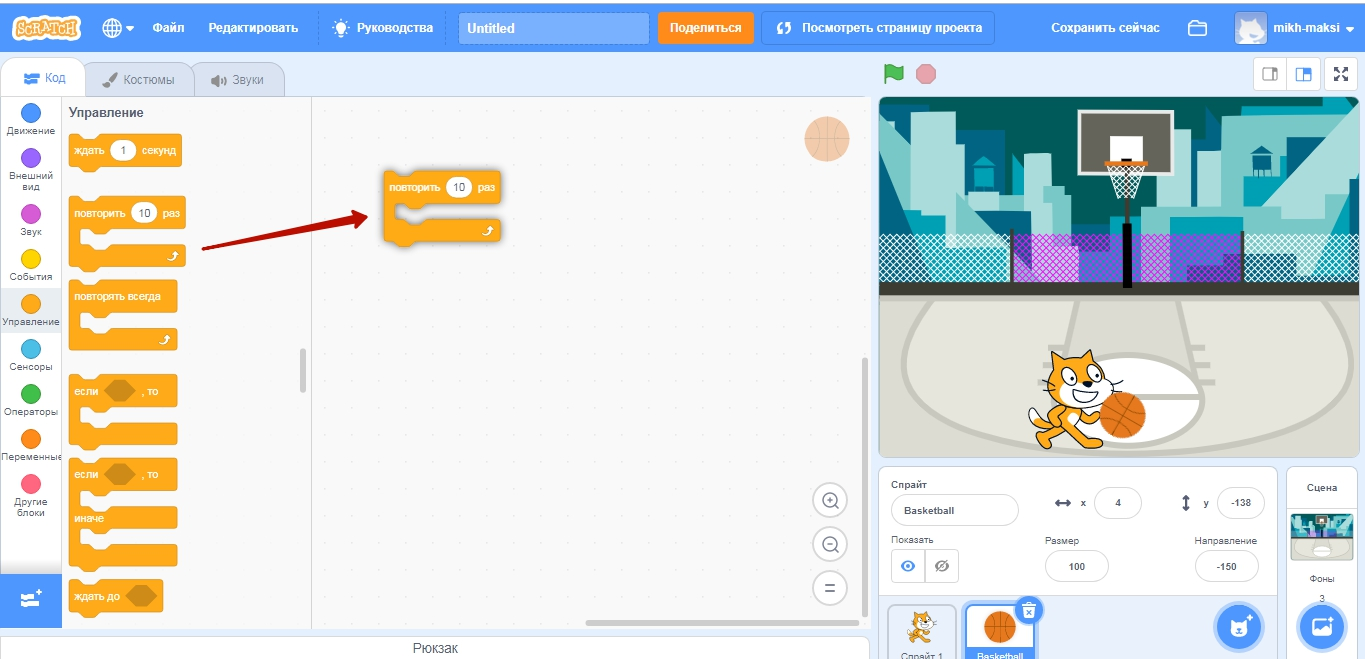 SCRATCH
Файл
Редактировать
Руководства
Untitled
Поделиться
Посмотреть страницу проекта
Сохранить сейчас
mikh-maksi
Код
Костюмы
Звуки
Движение
Внешний
вид
Звук
События
Управление
Сенсоры
Операторы
Переменные
Другие
блоки
Управление
ждать 1 секунд
повторить 10 раз
повторять всегда
если , то
если , то
иначе
ждать до
повторить 10 раз
Рюкзак
Спрайт
Basketball
x 4
y -138
Показать
Размер
100
Направление
-150
Спрайт 1
Basketball
Сцена
Фоны
3